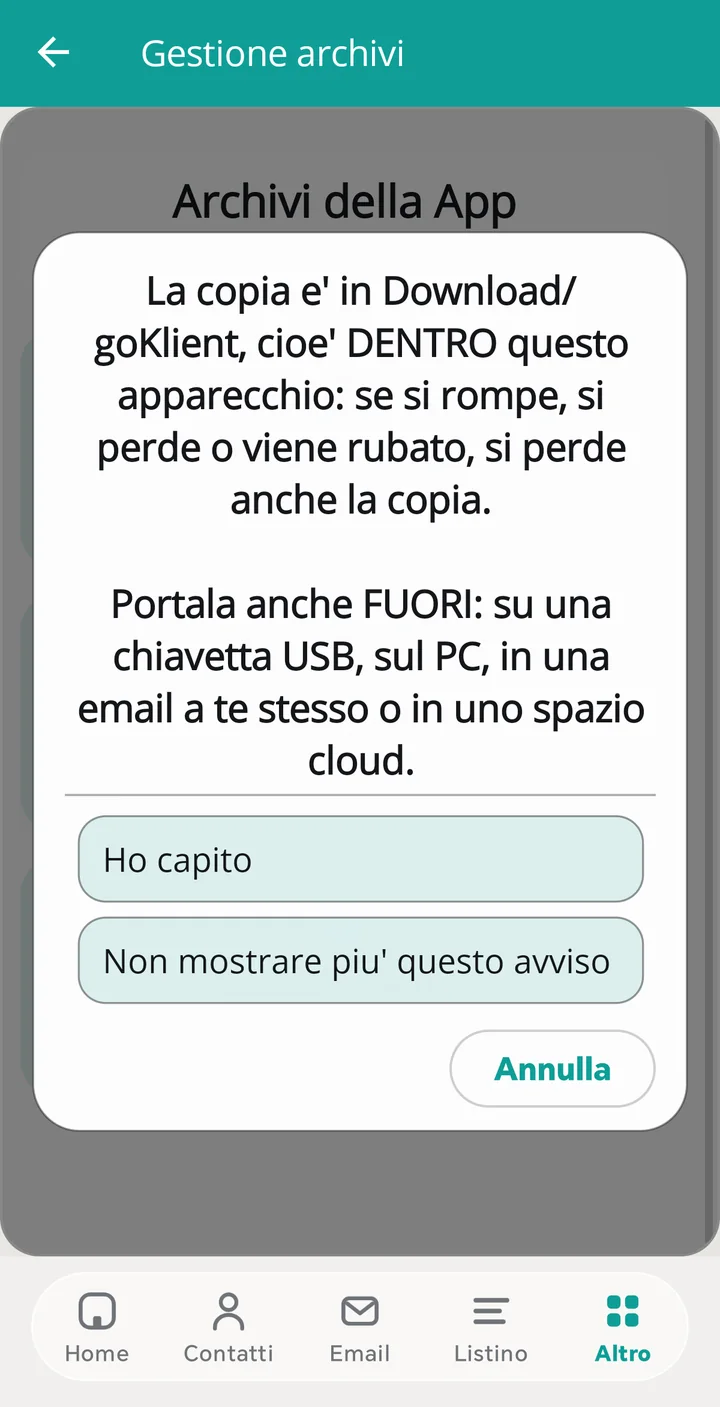 Gestione archivi
Archivi della App
La copia e' in Download/
goKlient, cioe' DENTRO questo
apparecchio: se si rompe, si
perde o viene rubato, si perde
anche la copia.
Portala anche FUORI: su una
chiavetta USB, sul PC, in una
email a te stesso o in uno spazio
cloud.
Ho capito
Non mostrare piu' questo avviso
Annulla
Home
Contatti
Email
Listino
Altro